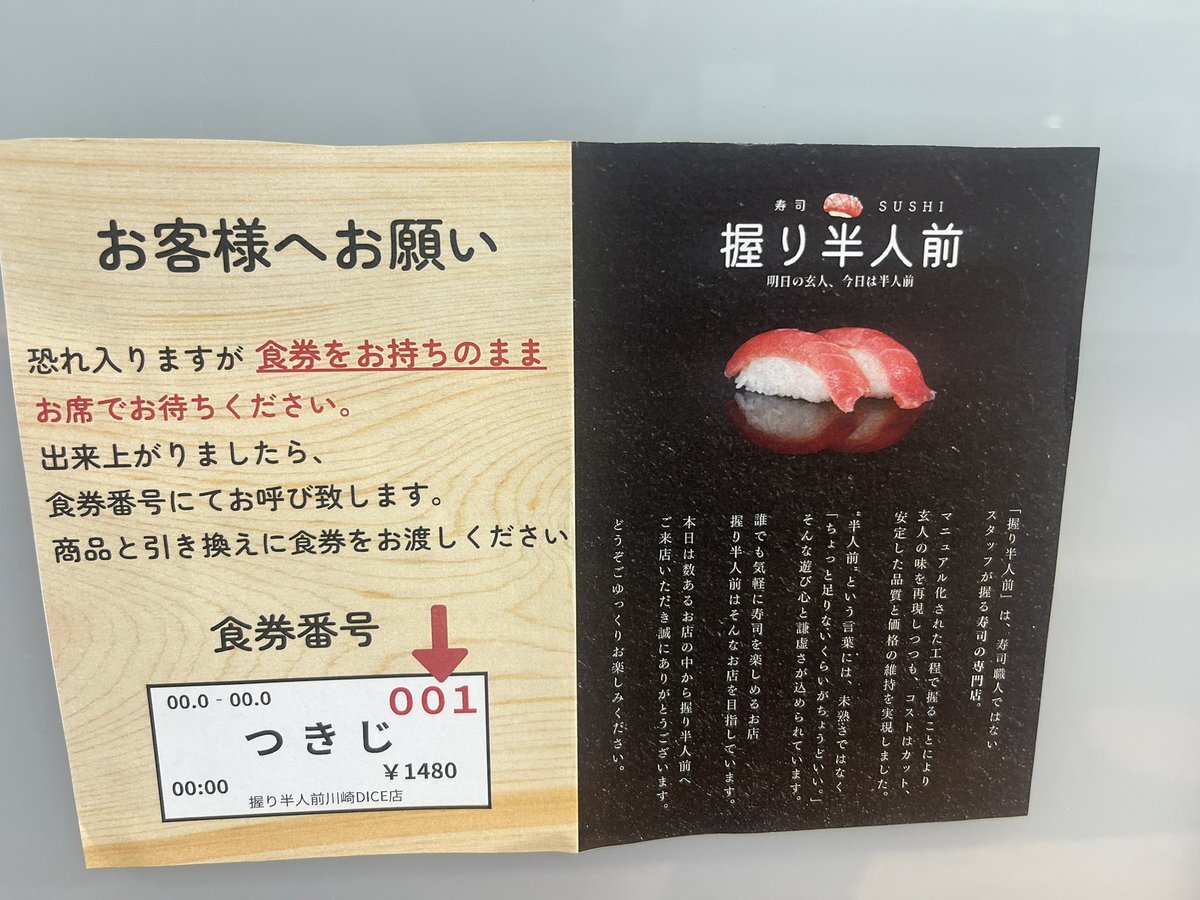 お客様へお願い
恐れ入りますが 食券をお持ちのまま
お席でお待ちください。
出来上がりましたら、
食券番号にてお呼び致します。
商品と引き換えに食券をお渡しください
食券番号
00.0 - 00.0
001
つきじ
￥1480
00:00
握り半人前川崎DICE店
寿司 SUSHI
握り半人前
明日の玄人、今日は半人前
「握り半人前」は、寿司職人ではない
スタッフが握る寿司の専門店。
マニュアル化された工程で握ることにより
玄人の味を再現しつつも、コストはカット、
安定した品質と価格の維持を実現しました。
"半人前"という言葉には、未熟さではなく
「ちょっと足りないくらいがちょうどいい。」
そんな遊び心と謙虚さが込められています。
誰でも気軽に寿司を楽しめるお店
握り半人前はそんなお店を目指しています。
本日は数あるお店の中から握り半人前へ
ご来店いただき誠にありがとうございます。
どうぞごゆっくりお楽しみください。